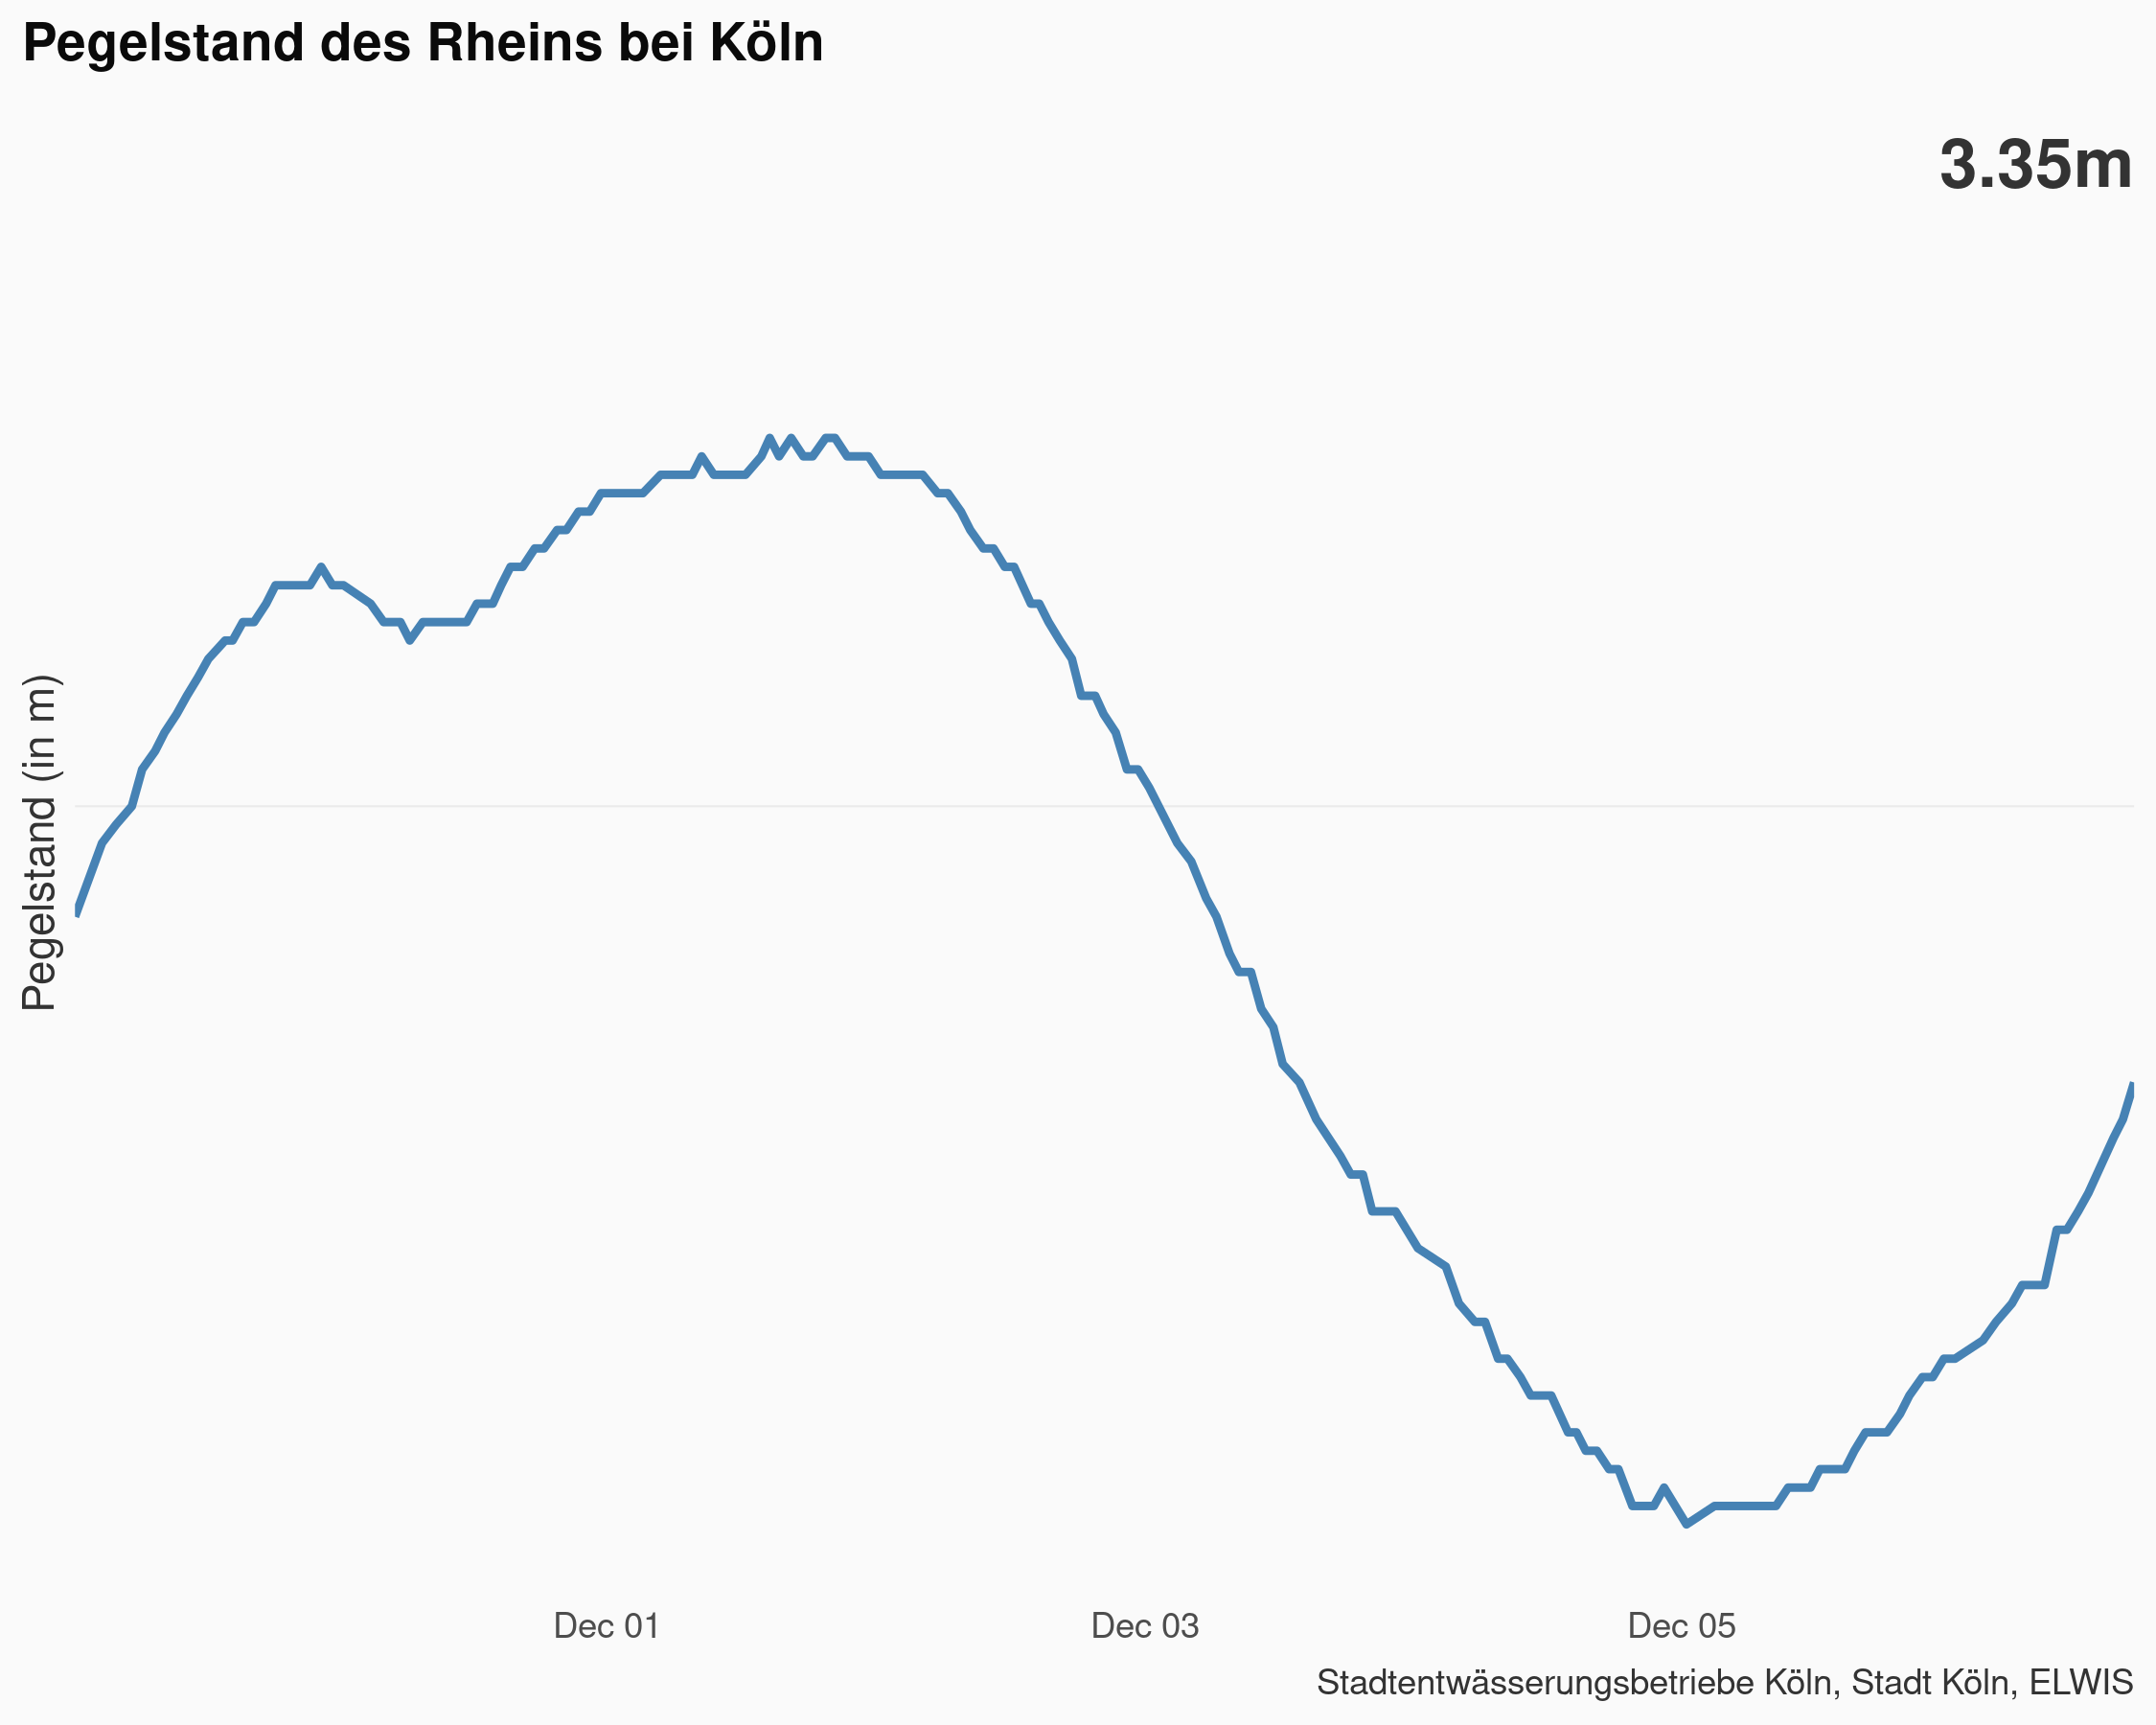 Pegelstand des Rheins bei Köln
3.35m
Pegelstand (in m)
Dec 01
Dec 03
Dec 05
Stadtentwässerungsbetriebe Köln, Stadt Köln, ELWIS